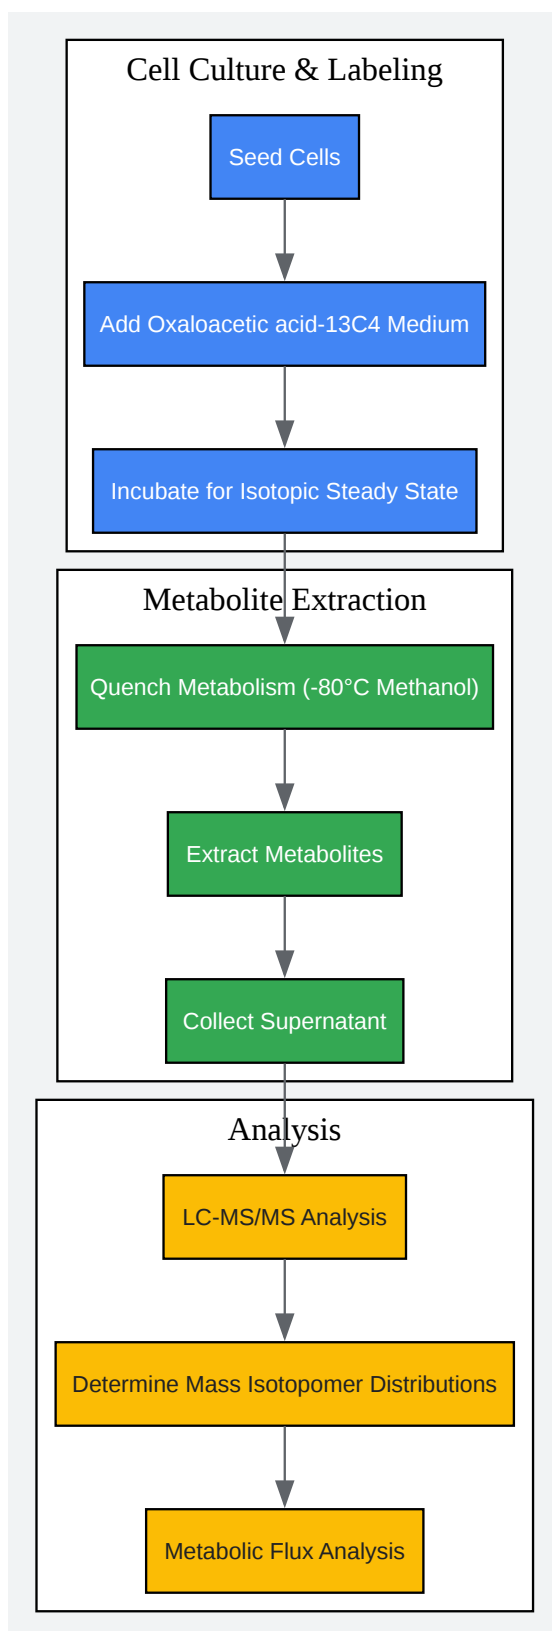 Cell Culture & Labeling
Seed Cells
Add Oxaloacetic acid-13C4 Medium
Incubate for Isotopic Steady State
Metabolite Extraction
Quench Metabolism (-80°C Methanol)
Extract Metabolites
Collect Supernatant
Analysis
LC-MS/MS Analysis
Determine Mass Isotopomer Distributions
Metabolic Flux Analysis